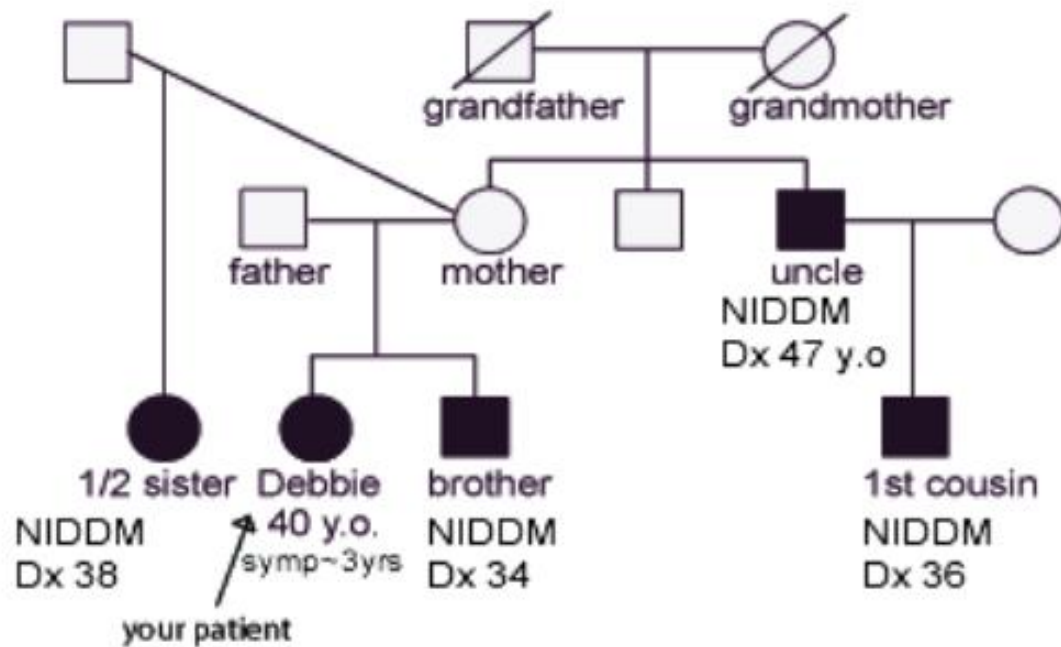 grandfather
grandmother
father
mother
uncle
NIDDM
Dx 47 y.o
1/2 sister
NIDDM
Dx 38
Debbie
40 y.o.
symp~3yrs
your patient
brother
NIDDM
Dx 34
1st cousin
NIDDM
Dx 36